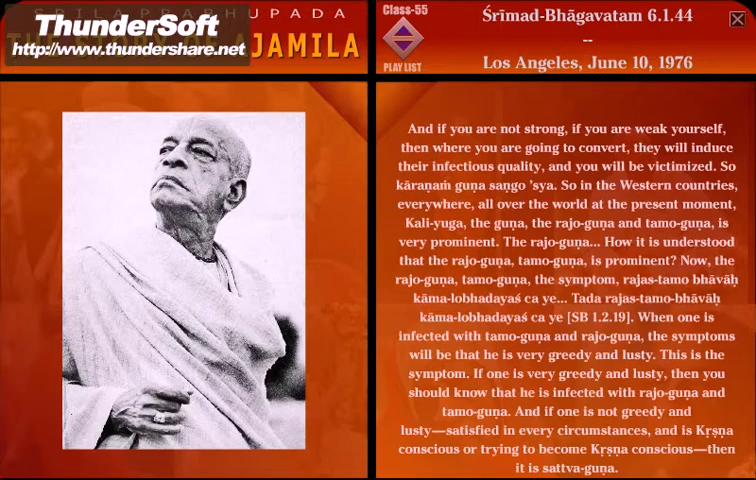 SRILA PRABHUPADA
THE STORY OF AJAMILA
ThunderSoft
http://www.thundershare.net
Class-55
PLAY LIST
Śrīmad-Bhāgavatam 6.1.44
--
Los Angeles, June 10, 1976
And if you are not strong, if you are weak yourself,
then where you are going to convert, they will induce
their infectious quality, and you will be victimized. So
kāraṇaṁ guṇa saṇgo 'sya. So in the Western countries,
everywhere, all over the world at the present moment,
Kali-yuga, the guṇa, the rajo-guṇa and tamo-guṇa, is
very prominent. The rajo-guṇa... How it is understood
that the rajo-guṇa, tamo-guṇa, is prominent? Now, the
rajo-guṇa, tamo-guṇa, the symptom, rajas-tamo bhāvāḥ
kāma-lobhadayaś ca ye... Tada rajas-tamo-bhāvāḥ
kāma-lobhadayaś ca ye [SB 1.2.19]. When one is
infected with tamo-guṇa and rajo-guṇa, the symptoms
will be that he is very greedy and lusty. This is the
symptom. If one is very greedy and lusty, then you
should know that he is infected with rajo-guṇa and
tamo-guṇa. And if one is not greedy and
lusty—satisfied in every circumstances, and is Kṛṣṇa
conscious or trying to become Kṛṣṇa conscious—then
it is sattva-guṇa.